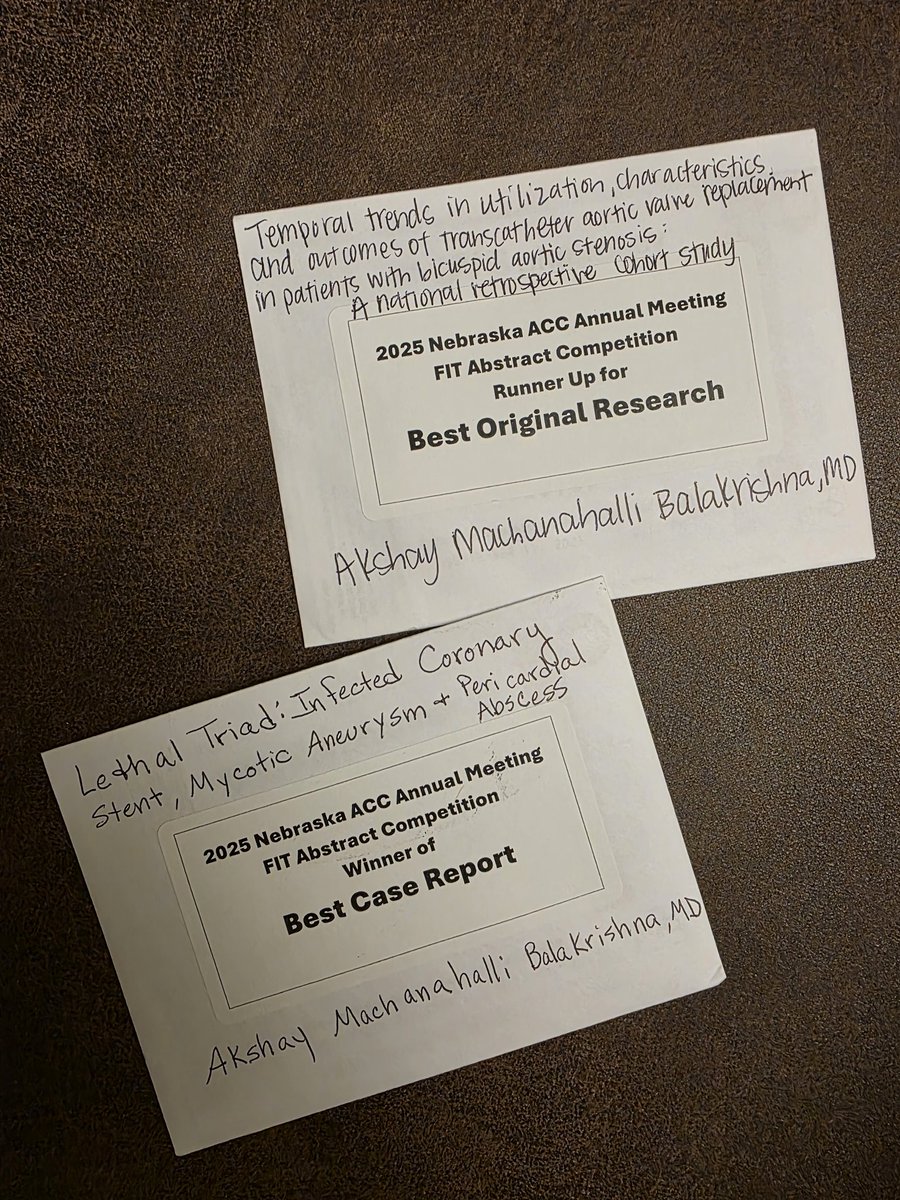 Temporal trends in utilization, characteristics,
and outcomes of transcatheter aortic valve replacement
in patients with bicuspid aortic stenosis:
A national retrospective cohort study
2025 Nebraska ACC Annual Meeting
FIT Abstract Competition
Runner Up for
Best Original Research
Akshay Machanahalli Balakrishna, MD
Lethal Triad: Infected Coronary
Stent, Mycotic Aneurysm + Pericardial
Abscess
2025 Nebraska ACC Annual Meeting
FIT Abstract Competition
Winner of
Best Case Report
Akshay Machanahalli Balakrishna, MD